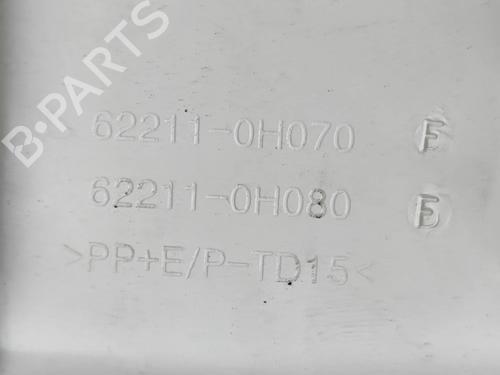 B-PARTS
62211-0H070 E
62211-0H080 E
>PP+E/P-TD15<